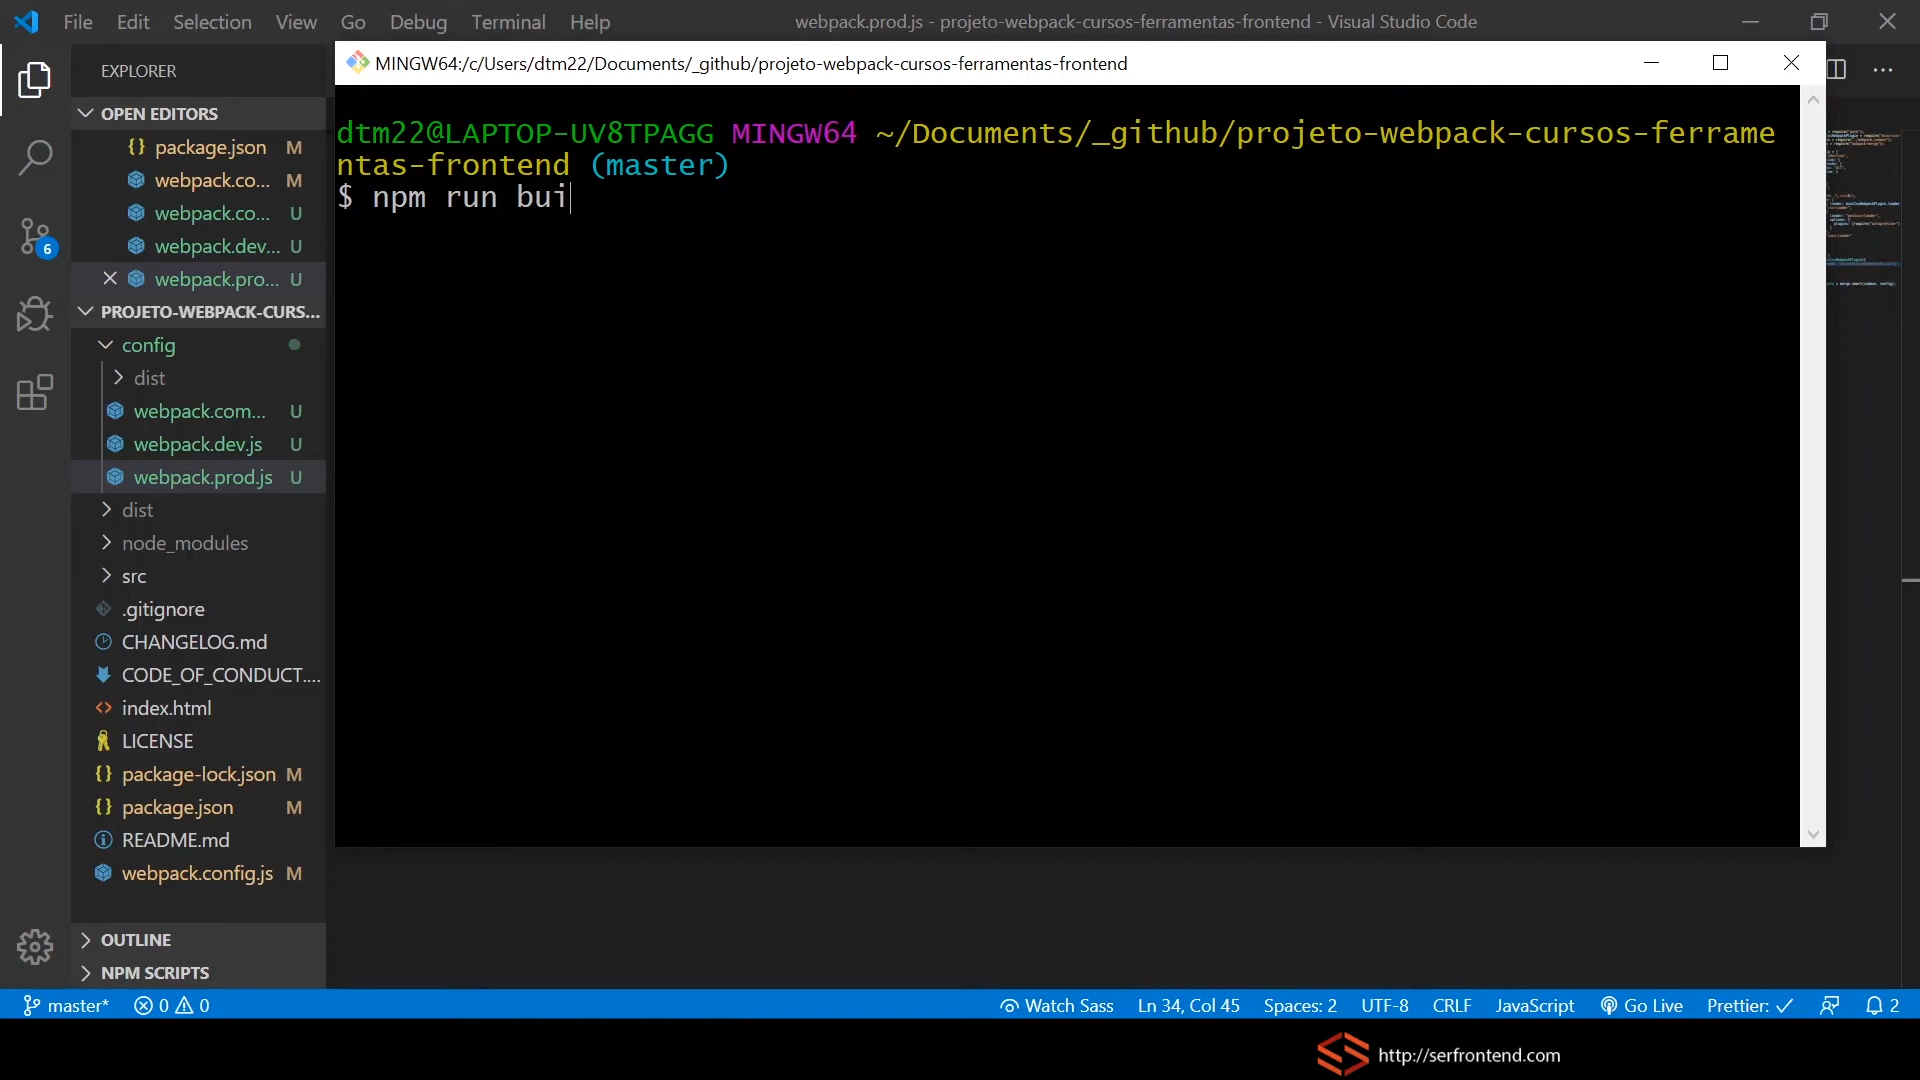 File Edit Selection View Go Debug Terminal Help
webpack.prod.js - projeto-webpack-cursos-ferramentas-frontend - Visual Studio Code
EXPLORER
OPEN EDITORS
package.json M
webpack.co... M
webpack.co... U
webpack.dev... U
webpack.pro... U
PROJETO-WEBPACK-CURS...
config
dist
webpack.com... U
webpack.dev.js U
webpack.prod.js U
dist
node_modules
src
.gitignore
CHANGELOG.md
CODE_OF_CONDUCT....
index.html
LICENSE
package-lock.json M
package.json M
README.md
webpack.config.js M
OUTLINE
NPM SCRIPTS
6
MINGW64:/c/Users/dtm22/Documents/_github/projeto-webpack-cursos-ferramentas-frontend
dtm22@LAPTOP-UV8TPAGG MINGW64 ~/Documents/_github/projeto-webpack-cursos-ferrame
ntas-frontend (master)
$ npm run bui
master* 0 0 Watch Sass Ln 34, Col 45 Spaces: 2 UTF-8 CRLF JavaScript Go Live Prettier: 2
http://serfrontend.com